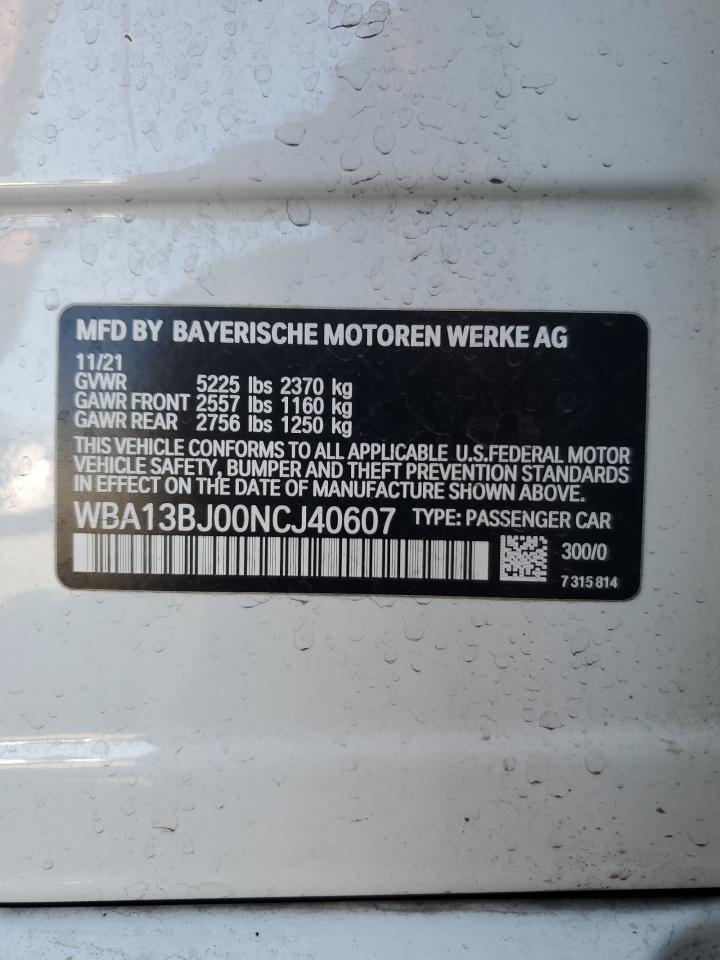 MFD BY BAYERISCHE MOTOREN WERKE AG
11/21
GVWR 5225 lbs 2370 kg
GAWR FRONT 2557 lbs 1160 kg
GAWR REAR 2756 lbs 1250 kg
THIS VEHICLE CONFORMS TO ALL APPLICABLE U.S.FEDERAL MOTOR
VEHICLE SAFETY, BUMPER AND THEFT PREVENTION STANDARDS
IN EFFECT ON THE DATE OF MANUFACTURE SHOWN ABOVE.
WBA13BJ00NCJ40607 TYPE: PASSENGER CAR
300/0
7 315 814